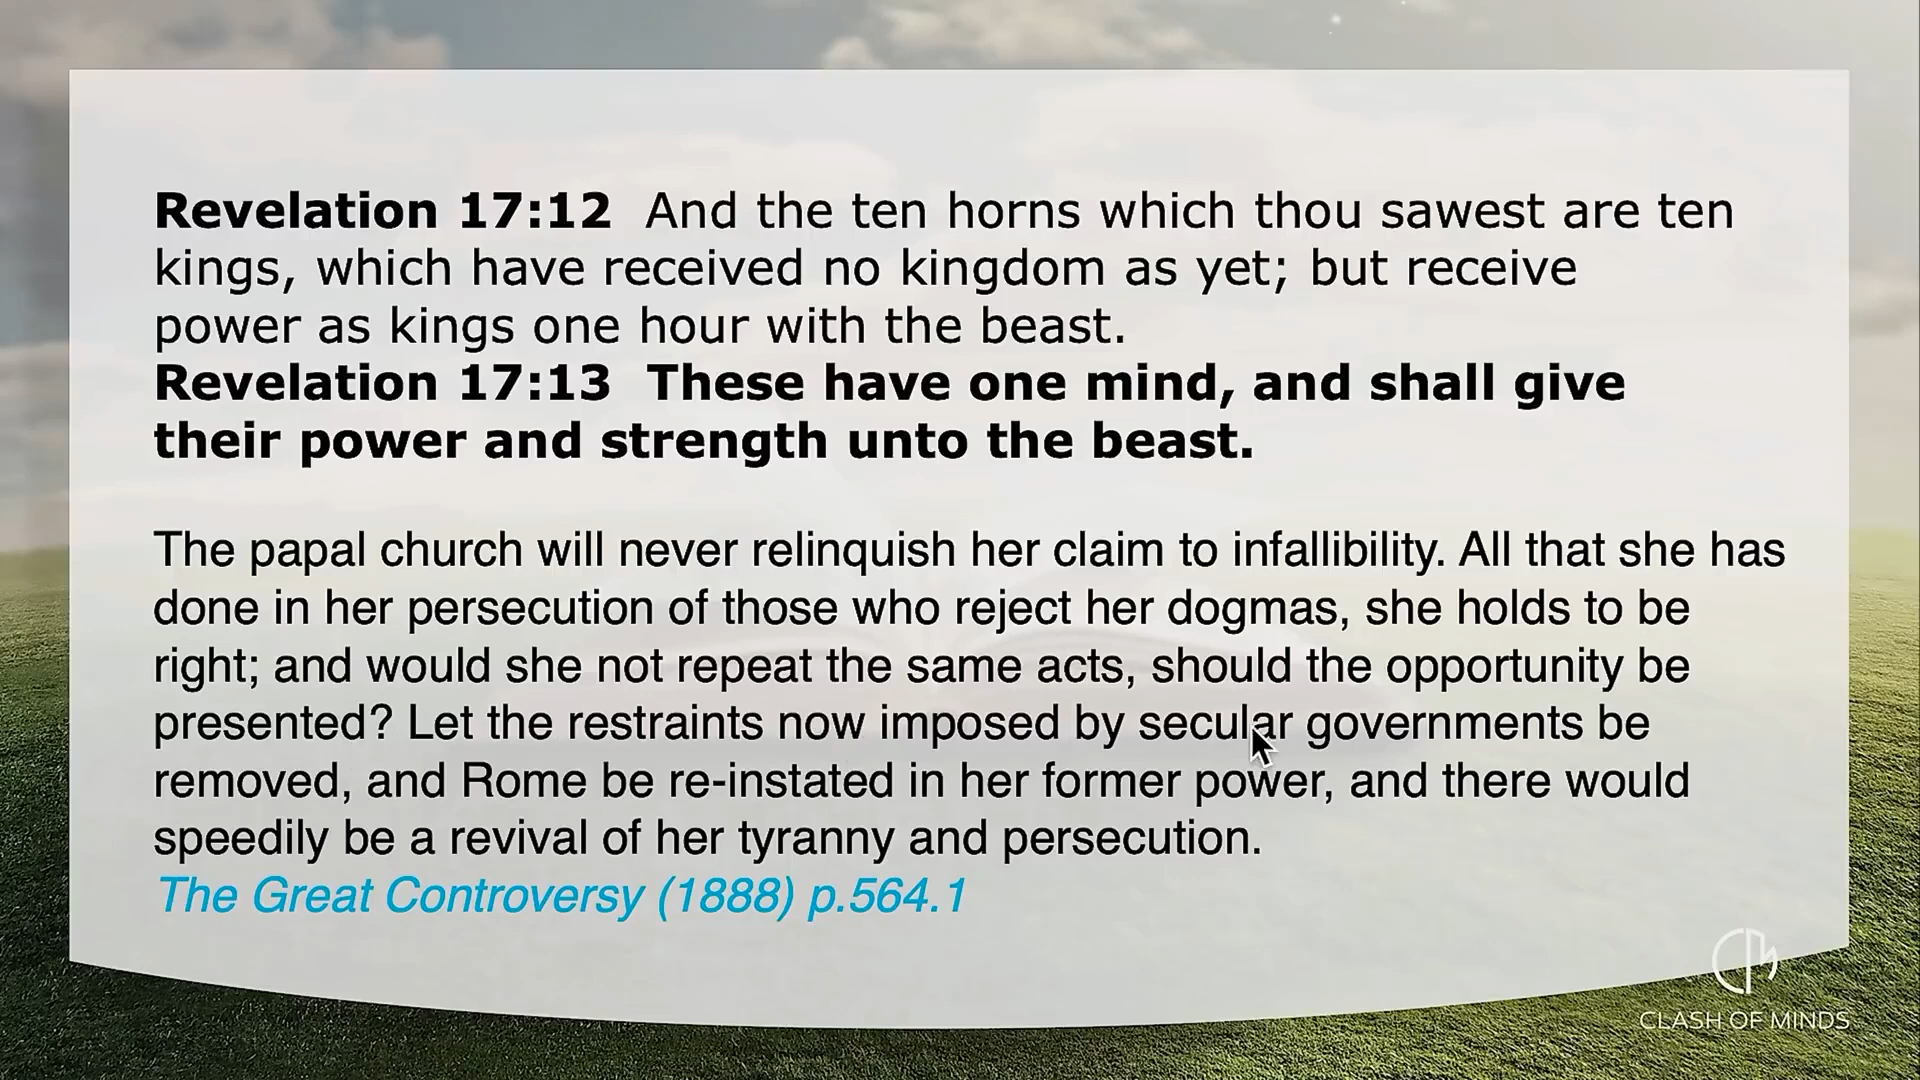 Revelation 17:12  And the ten horns which thou sawest are ten
kings, which have received no kingdom as yet; but receive
power as kings one hour with the beast.
Revelation 17:13  These have one mind, and shall give
their power and strength unto the beast.
The papal church will never relinquish her claim to infallibility. All that she has
done in her persecution of those who reject her dogmas, she holds to be
right; and would she not repeat the same acts, should the opportunity be
presented? Let the restraints now imposed by secular governments be
removed, and Rome be re-instated in her former power, and there would
speedily be a revival of her tyranny and persecution.
The Great Controversy (1888) p.564.1
CLASH OF MINDS